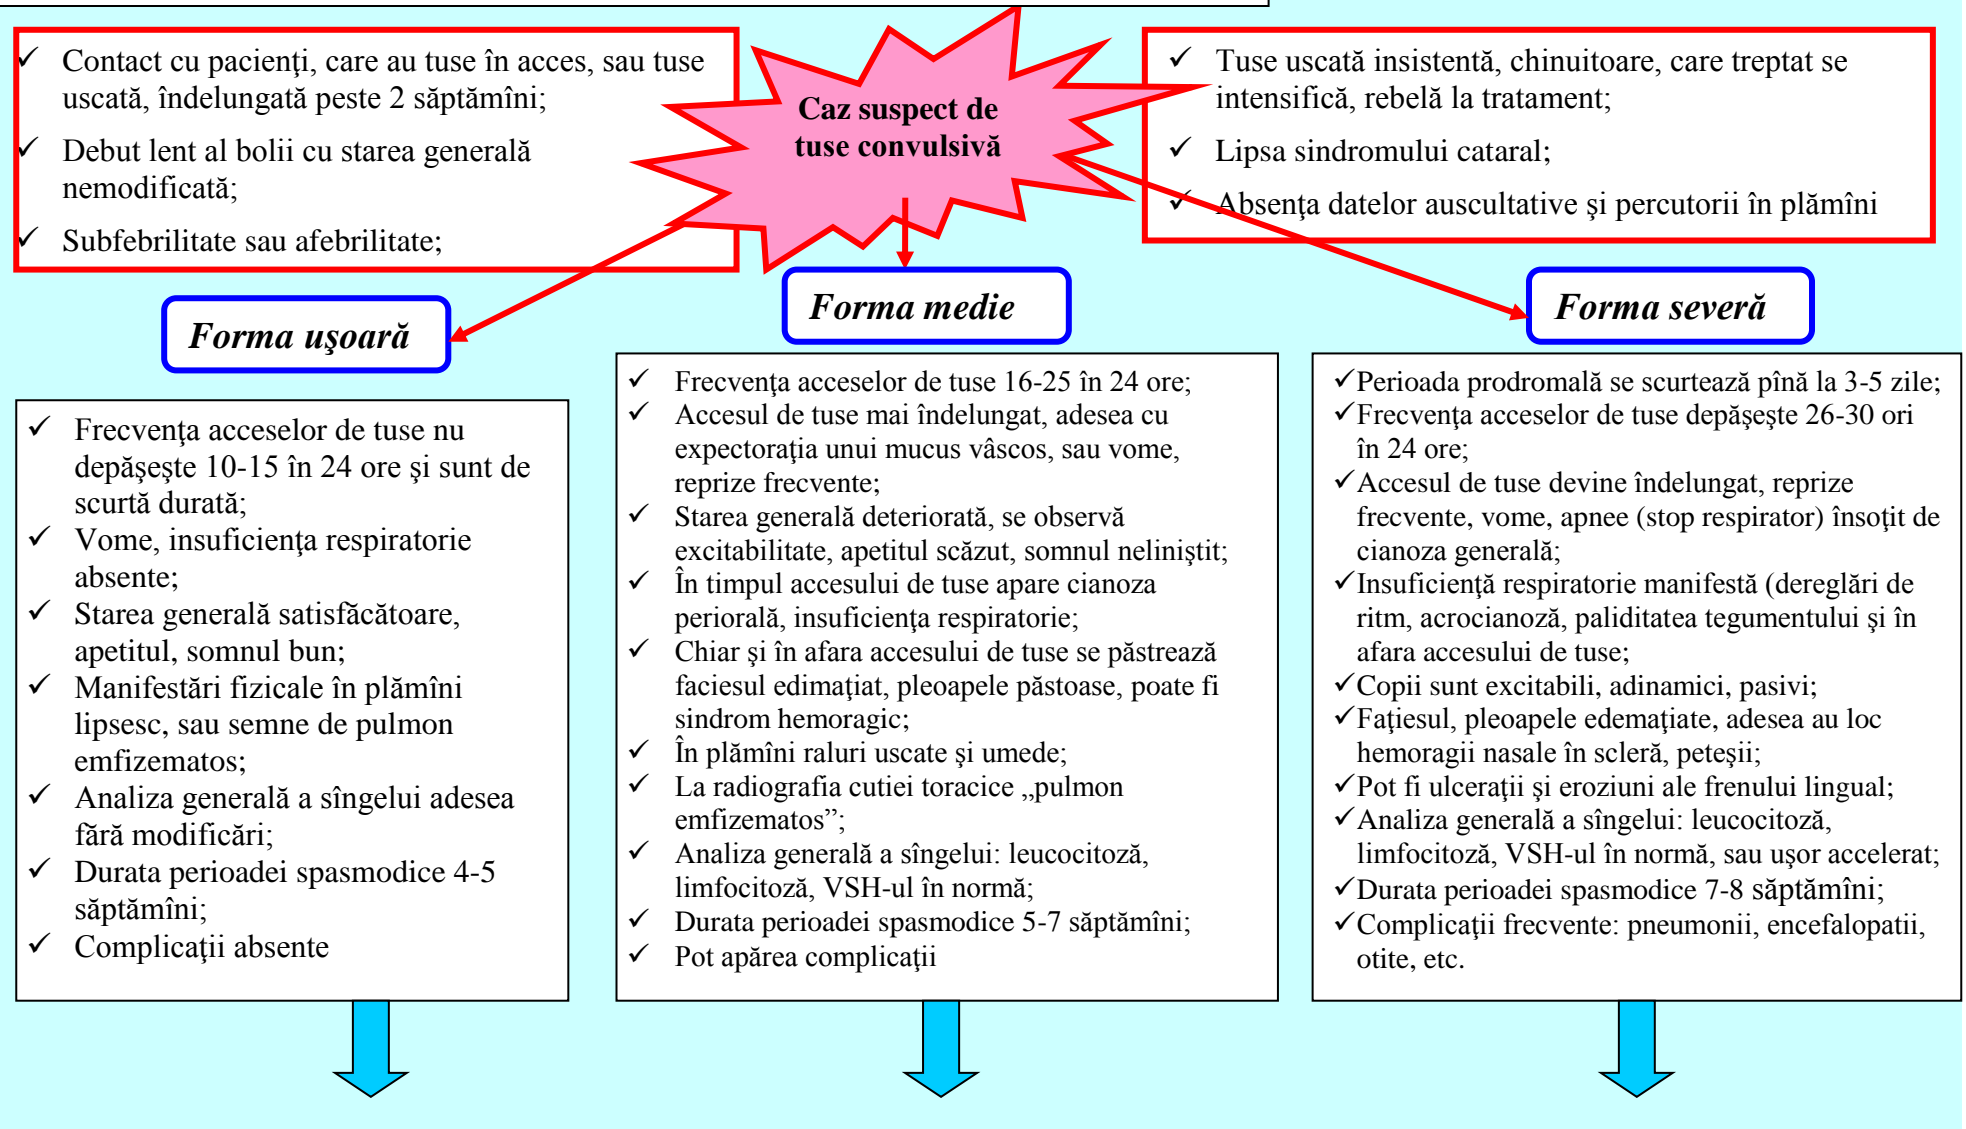 ✓ Contact cu pacienţi, care au tuse în acces, sau tuse
uscată, îndelungată peste 2 săptămîni;
✓ Debut lent al bolii cu starea generală
nemodificată;
✓ Subfebrilitate sau afebrilitate;
Caz suspect de
tuse convulsivă
✓ Tuse uscată insistentă, chinuitoare, care treptat se
intensifică, rebelă la tratament;
✓ Lipsa sindromului cataral;
✓ Absenţa datelor auscultative şi percutorii în plămîni
Forma uşoară
✓ Frecvenţa acceselor de tuse nu
depăşeşte 10-15 în 24 ore şi sunt de
scurtă durată;
✓ Vome, insuficienţa respiratorie
absente;
✓ Starea generală satisfăcătoare,
apetitul, somnul bun;
✓ Manifestări fizicale în plămîni
lipsesc, sau semne de pulmon
emfizematos;
✓ Analiza generală a sîngelui adesea
fără modificări;
✓ Durata perioadei spasmodice 4-5
săptămîni;
✓ Complicaţii absente
Forma medie
✓ Frecvenţa acceselor de tuse 16-25 în 24 ore;
✓ Accesul de tuse mai îndelungat, adesea cu
expectoraţia unui mucus vâscos, sau vome,
reprize frecvente;
✓ Starea generală deteriorată, se observă
excitabilitate, apetitul scăzut, somnul neliniştit;
✓ În timpul accesului de tuse apare cianoza
periorală, insuficienţa respiratorie;
✓ Chiar şi în afara accesului de tuse se păstrează
faciesul edimaţiat, pleoapele păstoase, poate fi
sindrom hemoragic;
✓ În plămîni raluri uscate şi umede;
✓ La radiografia cutiei toracice „pulmon
emfizematos”;
✓ Analiza generală a sîngelui: leucocitoză,
limfocitoză, VSH-ul în normă;
✓ Durata perioadei spasmodice 5-7 săptămîni;
✓ Pot apărea complicaţii
Forma severă
✓Perioada prodromală se scurtează pînă la 3-5 zile;
✓Frecvenţa acceselor de tuse depăşeşte 26-30 ori
în 24 ore;
✓Accesul de tuse devine îndelungat, reprize
frecvente, vome, apnee (stop respirator) însoţit de
cianoza generală;
✓Insuficienţă respiratorie manifestă (dereglări de
ritm, acrocianoză, paliditatea tegumentului şi în
afara accesului de tuse;
✓Copii sunt excitabili, adinamici, pasivi;
✓Faţiesul, pleoapele edemaţiate, adesea au loc
hemoragii nasale în scleră, peteşii;
✓Pot fi ulceraţii şi eroziuni ale frenului lingual;
✓Analiza generală a sîngelui: leucocitoză,
limfocitoză, VSH-ul în normă, sau uşor accelerat;
✓Durata perioadei spasmodice 7-8 săptămîni;
✓Complicaţii frecvente: pneumonii, encefalopatii,
otite, etc.